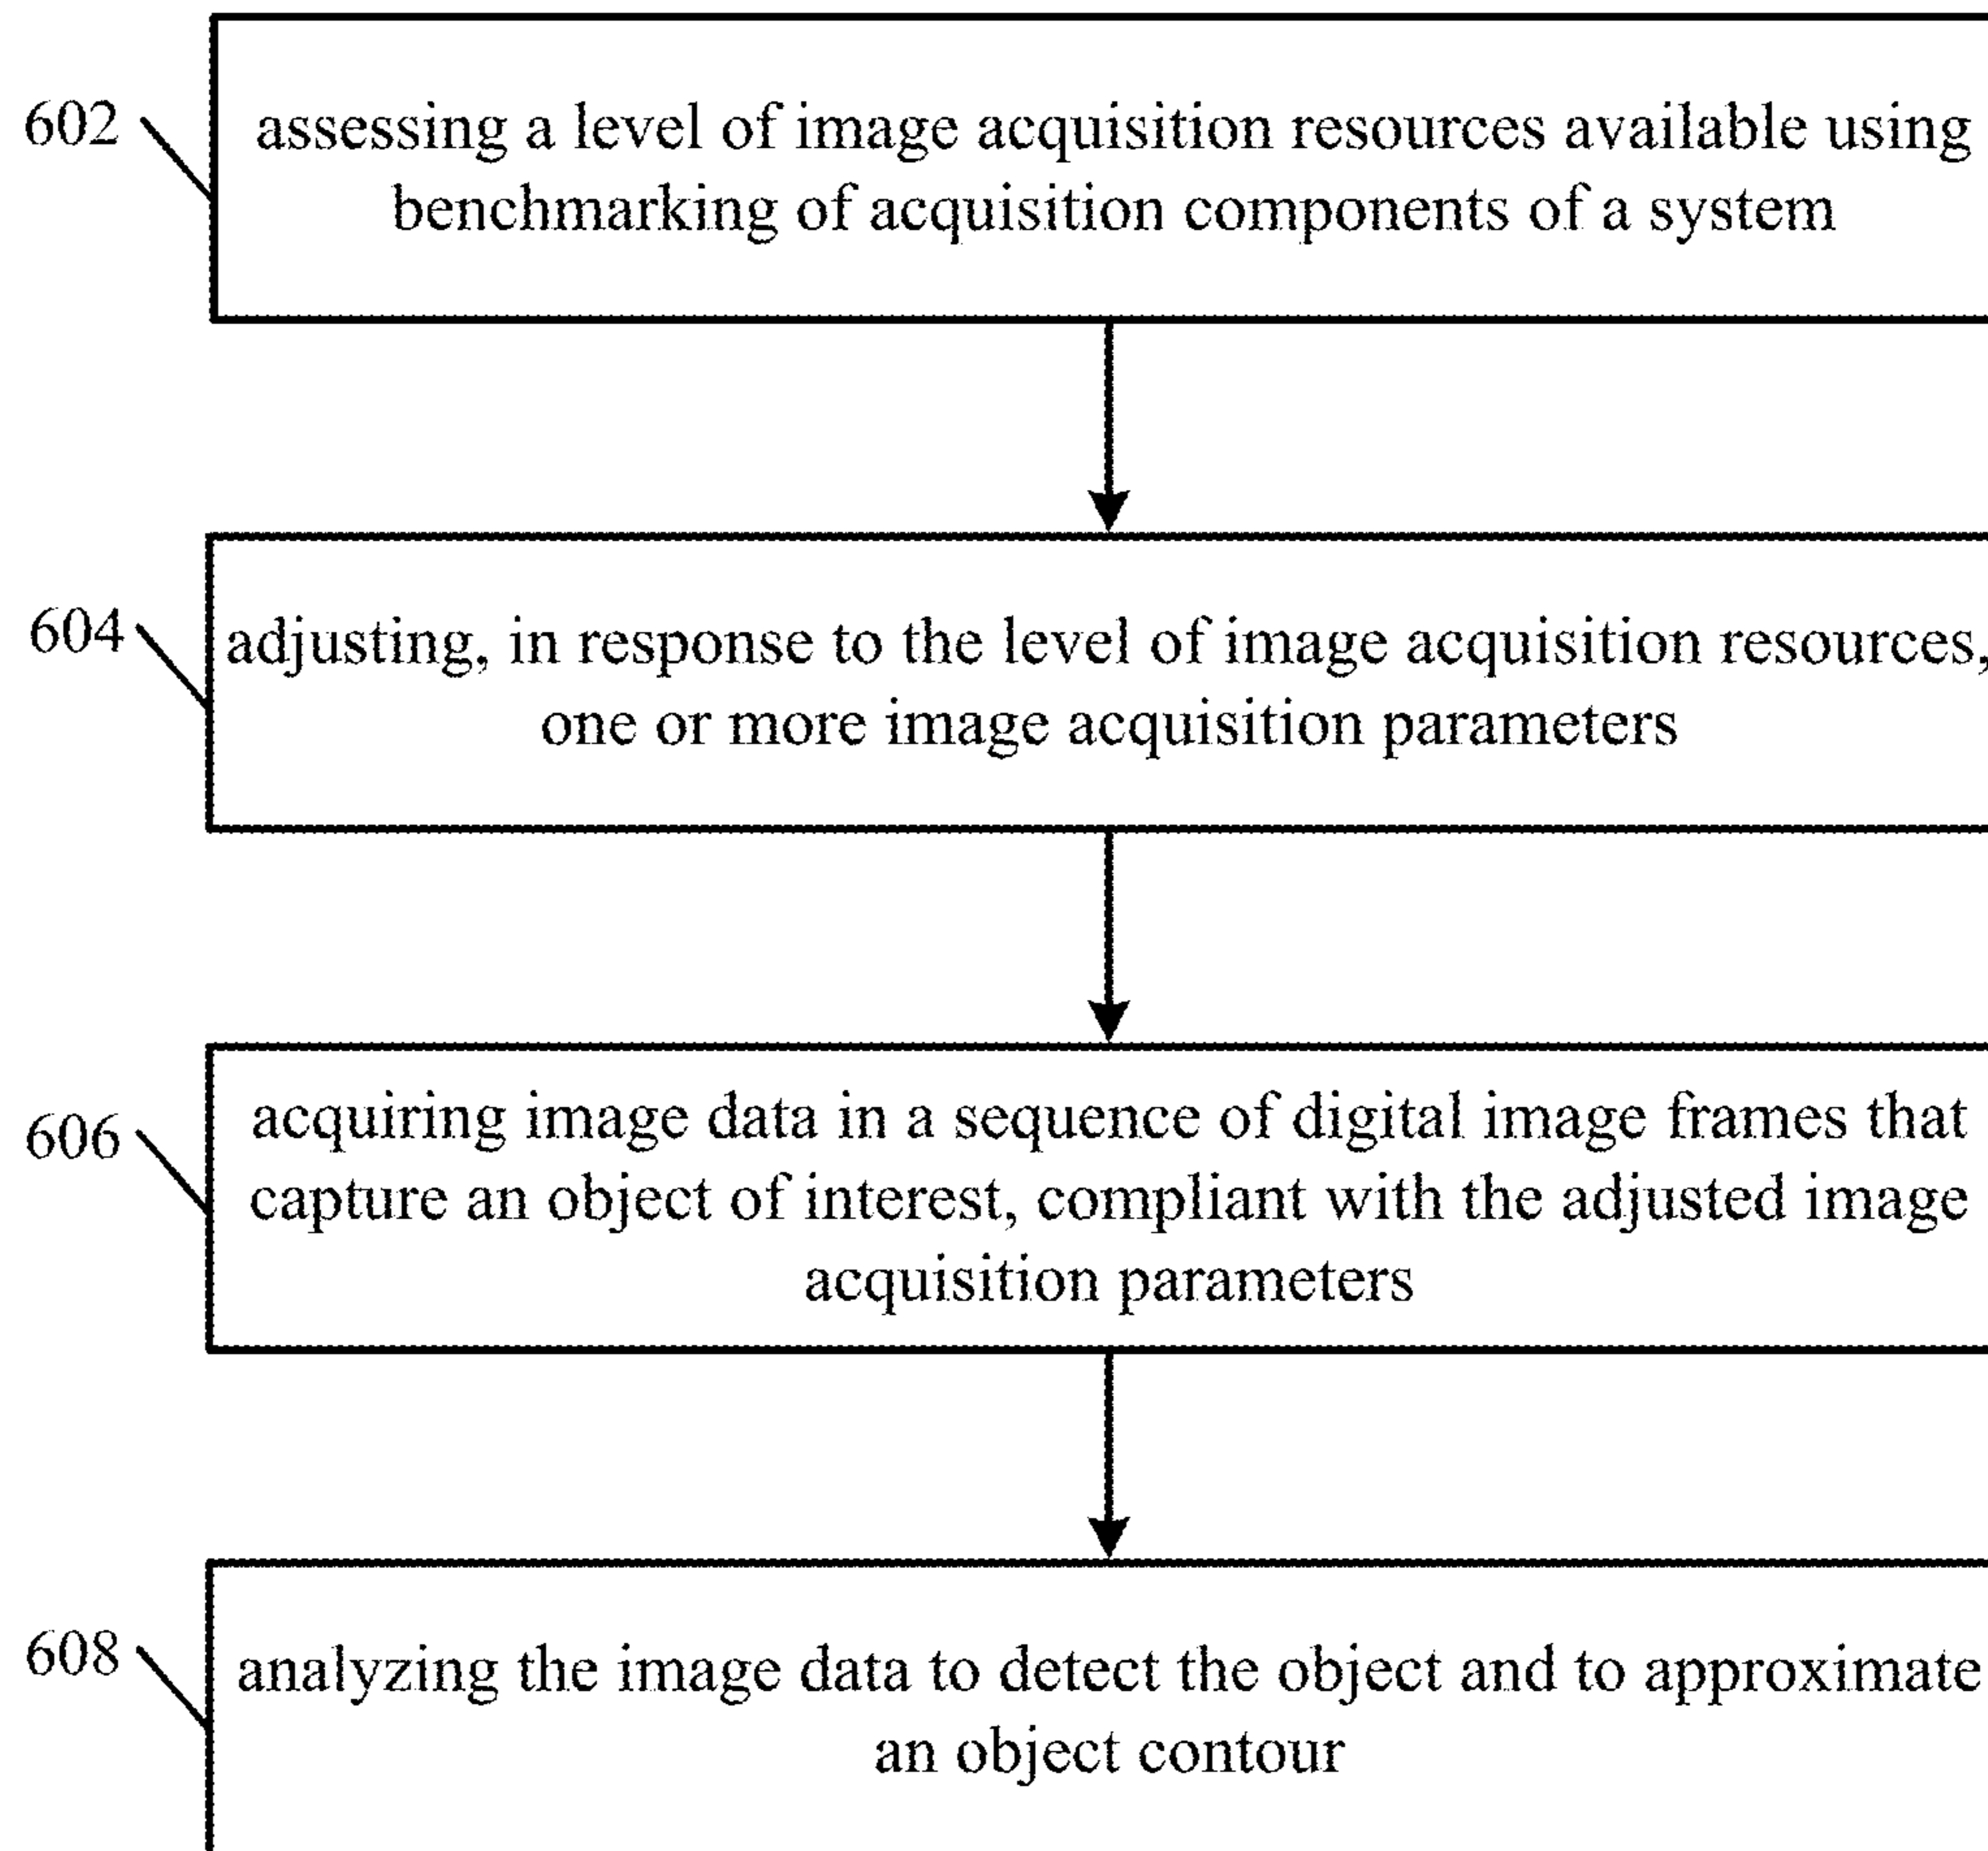 602
assessing a level of image acquisition resources available using
benchmarking of acquisition components of a system
604
adjusting, in response to the level of image acquisition resources,
one or more image acquisition parameters
606
acquiring image data in a sequence of digital image frames that
capture an object of interest, compliant with the adjusted image
acquisition parameters
608
analyzing the image data to detect the object and to approximate
an object contour